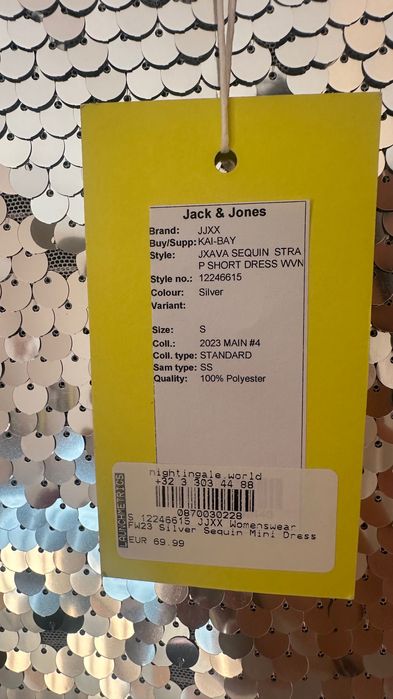 Jack & Jones
Brand: JJXX
Buy/Supp: KAI-BAY
Style: JXAVA SEQUIN STRA
P SHORT DRESS WVN
Style no.: 12246615
Colour: Silver
Variant:
Size: S
Coll.: 2023 MAIN #4
Coll. type: STANDARD
Sam type: SS
Quality: 100% Polyester
nightingale world
+32 3 303 44 88
0870030228
S 12246615 JJXX Womenswear
FW23 Silver Sequin Mini Dress
EUR 69.99
LAUNCHMETRICS